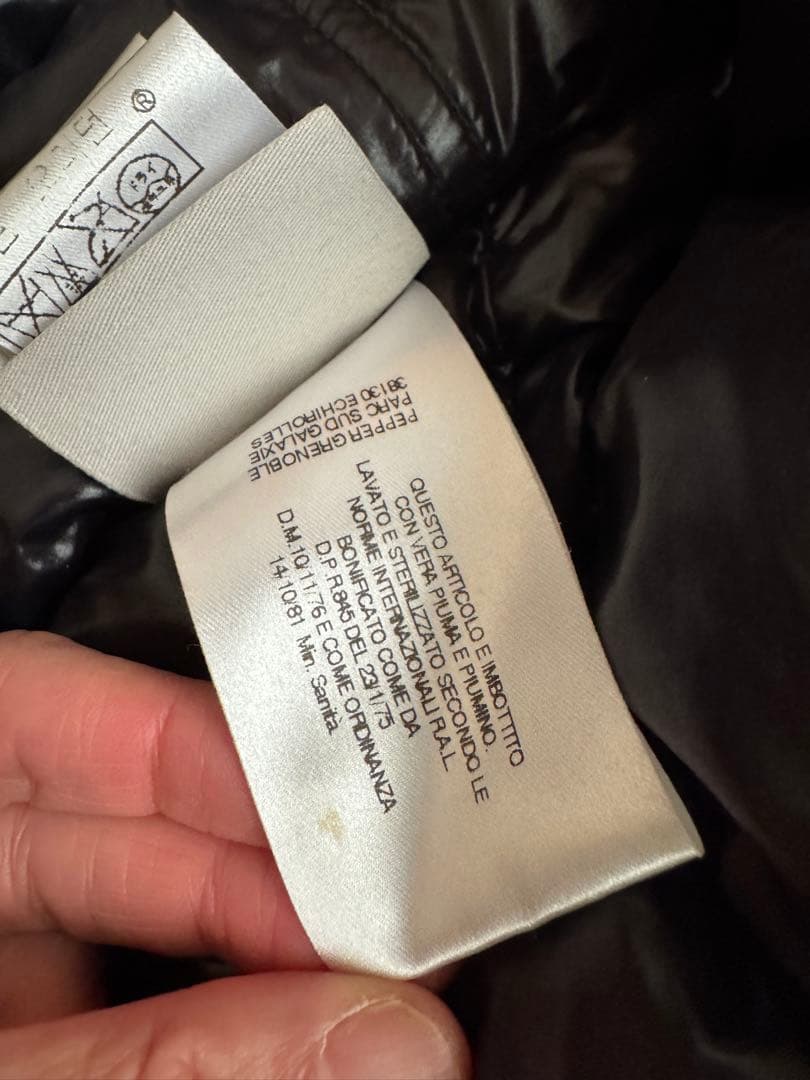 ®
PEPPER GRENOBLE
PARC SUD GALAXIE
38130 ECHIROLLES
QUESTO ARTICOLO E IMBOTTITO
CON VERA PIUMA E PIUMINO.
LAVATO E STERILIZZATO SECONDO LE
NORME INTERNAZIONALI R.A.L
BONIFICATO COME DA
D.P.R 845 DEL 23/1/75
D.M.10/11/76 E COME ORDINANZA
14/10/81 Min. Sanità.